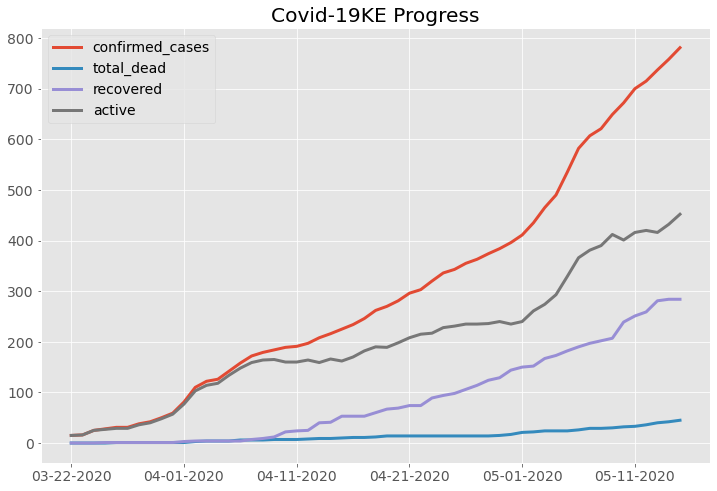 Covid-19KE Progress
confirmed_cases
total_dead
recovered
active
800
700
600
500
400
300
200
100
0
03-22-2020 04-01-2020 04-11-2020 04-21-2020 05-01-2020 05-11-2020